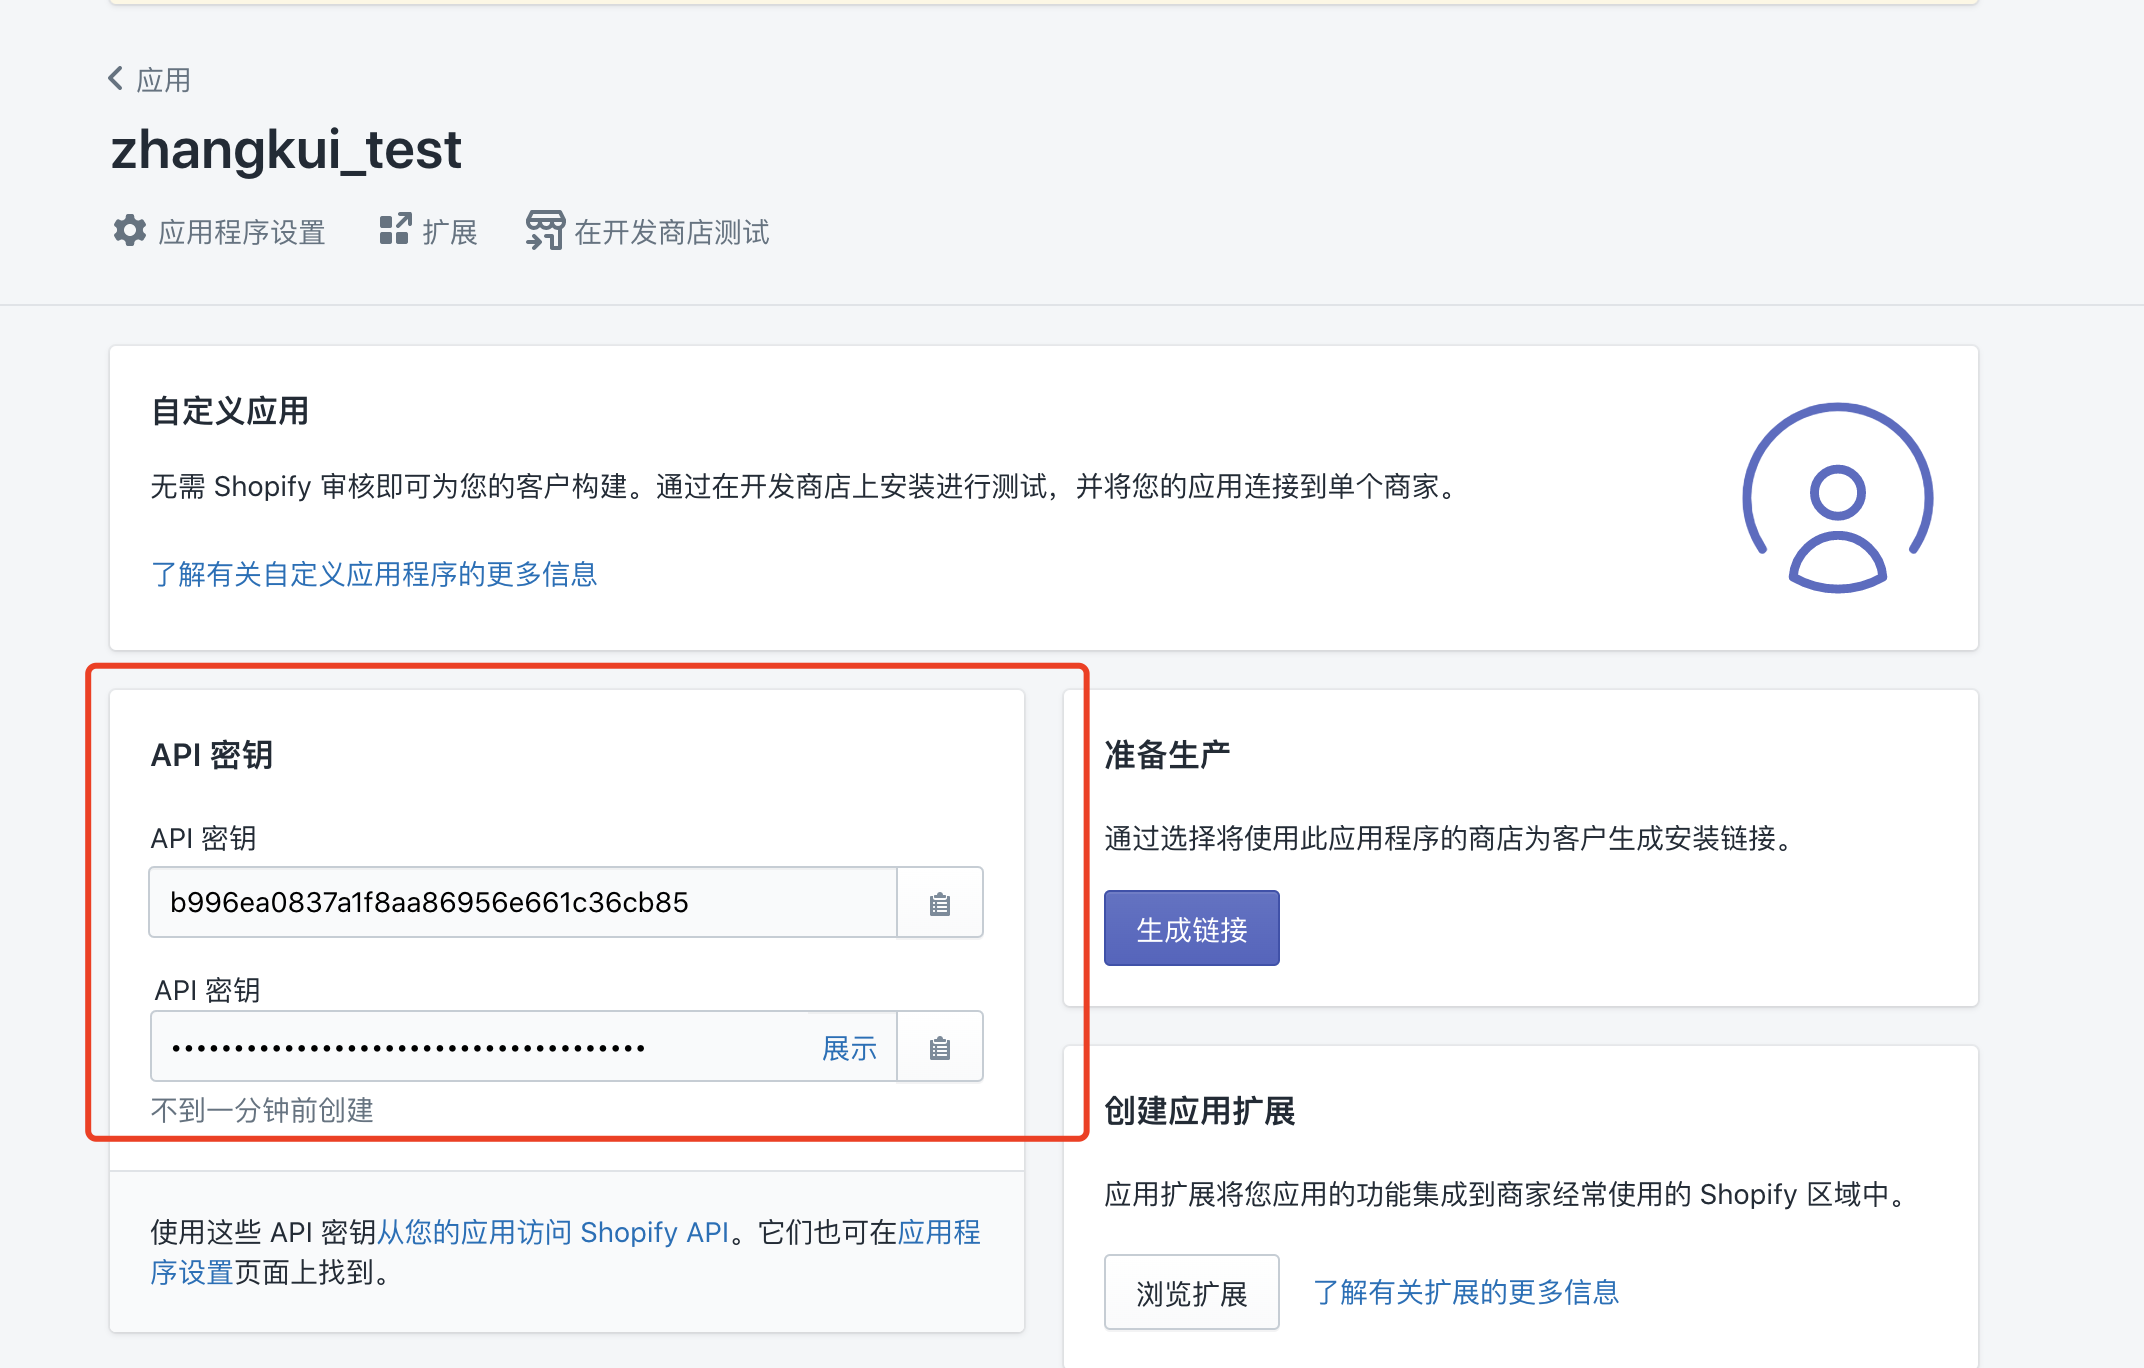 应用
zhangkui_test
应用程序设置 扩展 在开发商店测试
自定义应用
无需 Shopify 审核即可为您的客户构建。通过在开发商店上安装进行测试，并将您的应用连接到单个商家。
了解有关自定义应用程序的更多信息
API 密钥
API 密钥
b996ea0837a1f8aa86956e661c36cb85
API 密钥
•••••••••••••••••••••••••••••••••••••• 展示
不到一分钟前创建
使用这些 API 密钥从您的应用访问 Shopify API。它们也可在应用程
序设置页面上找到。
准备生产
通过选择将使用此应用程序的商店为客户生成安装链接。
生成链接
创建应用扩展
应用扩展将您应用的功能集成到商家经常使用的 Shopify 区域中。
浏览扩展 了解有关扩展的更多信息